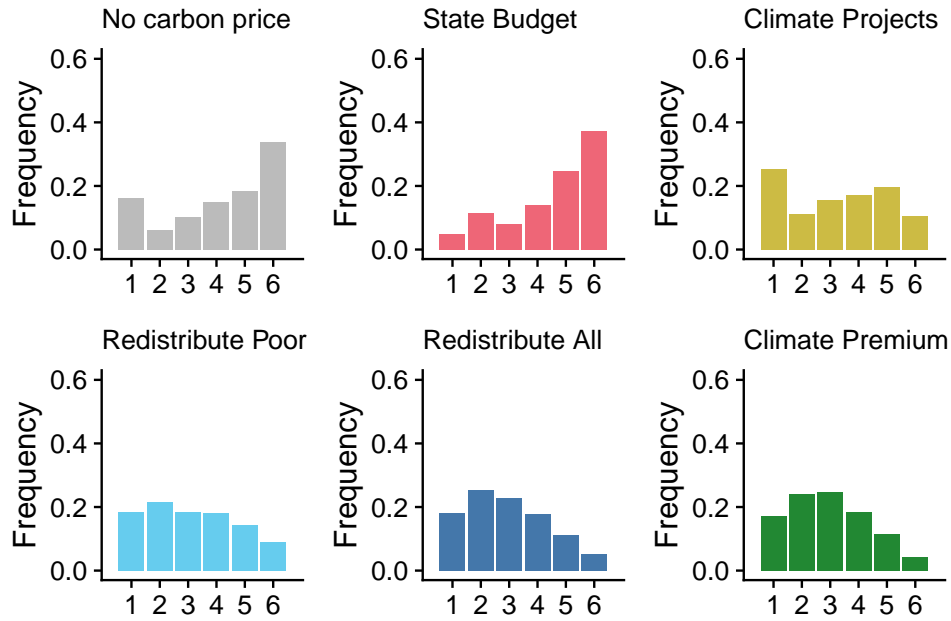 No carbon price
State Budget
Climate Projects
Frequency
0.6
0.4
0.2
0.0
1 2 3 4 5 6
Frequency
0.6
0.4
0.2
0.0
1 2 3 4 5 6
Frequency
0.6
0.4
0.2
0.0
1 2 3 4 5 6
Redistribute Poor
Redistribute All
Climate Premium
Frequency
0.6
0.4
0.2
0.0
1 2 3 4 5 6
Frequency
0.6
0.4
0.2
0.0
1 2 3 4 5 6
Frequency
0.6
0.4
0.2
0.0
1 2 3 4 5 6